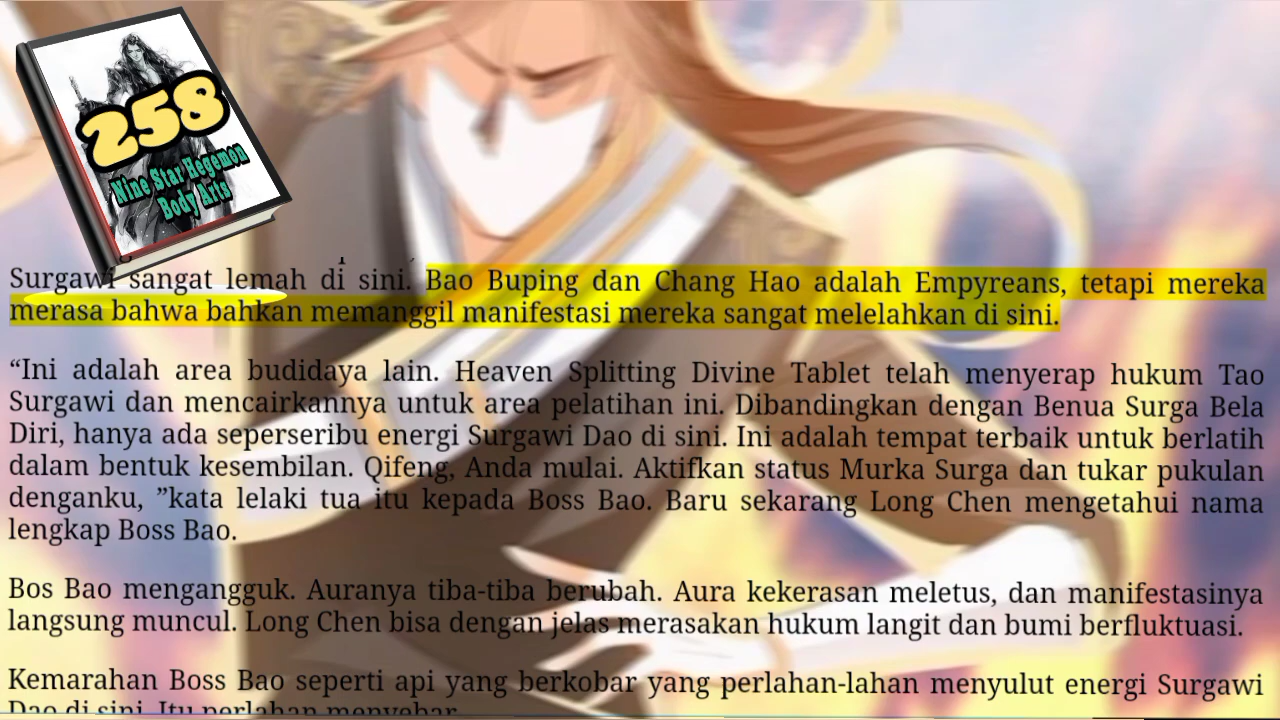 258
Nine Star Hegemon
Body Arts
Surgawi sangat lemah di sini. Bao Buping dan Chang Hao adalah Empyreans, tetapi mereka
merasa bahwa bahkan memanggil manifestasi mereka sangat melelahkan di sini.
“Ini adalah area budidaya lain. Heaven Splitting Divine Tablet telah menyerap hukum Tao
Surgawi dan mencairkannya untuk area pelatihan ini. Dibandingkan dengan Benua Surga Bela
Diri, hanya ada seperseribu energi Surgawi Dao di sini. Ini adalah tempat terbaik untuk berlatih
dalam bentuk kesembilan. Qifeng, Anda mulai. Aktifkan status Murka Surga dan tukar pukulan
denganku, ”kata lelaki tua itu kepada Boss Bao. Baru sekarang Long Chen mengetahui nama
lengkap Boss Bao.
Bos Bao mengangguk. Auranya tiba-tiba berubah. Aura kekerasan meletus, dan manifestasinya
langsung muncul. Long Chen bisa dengan jelas merasakan hukum langit dan bumi berfluktuasi.
Kemarahan Boss Bao seperti api yang berkobar yang perlahan-lahan menyulut energi Surgawi
Dao di sini. Itu perlahan menyebar